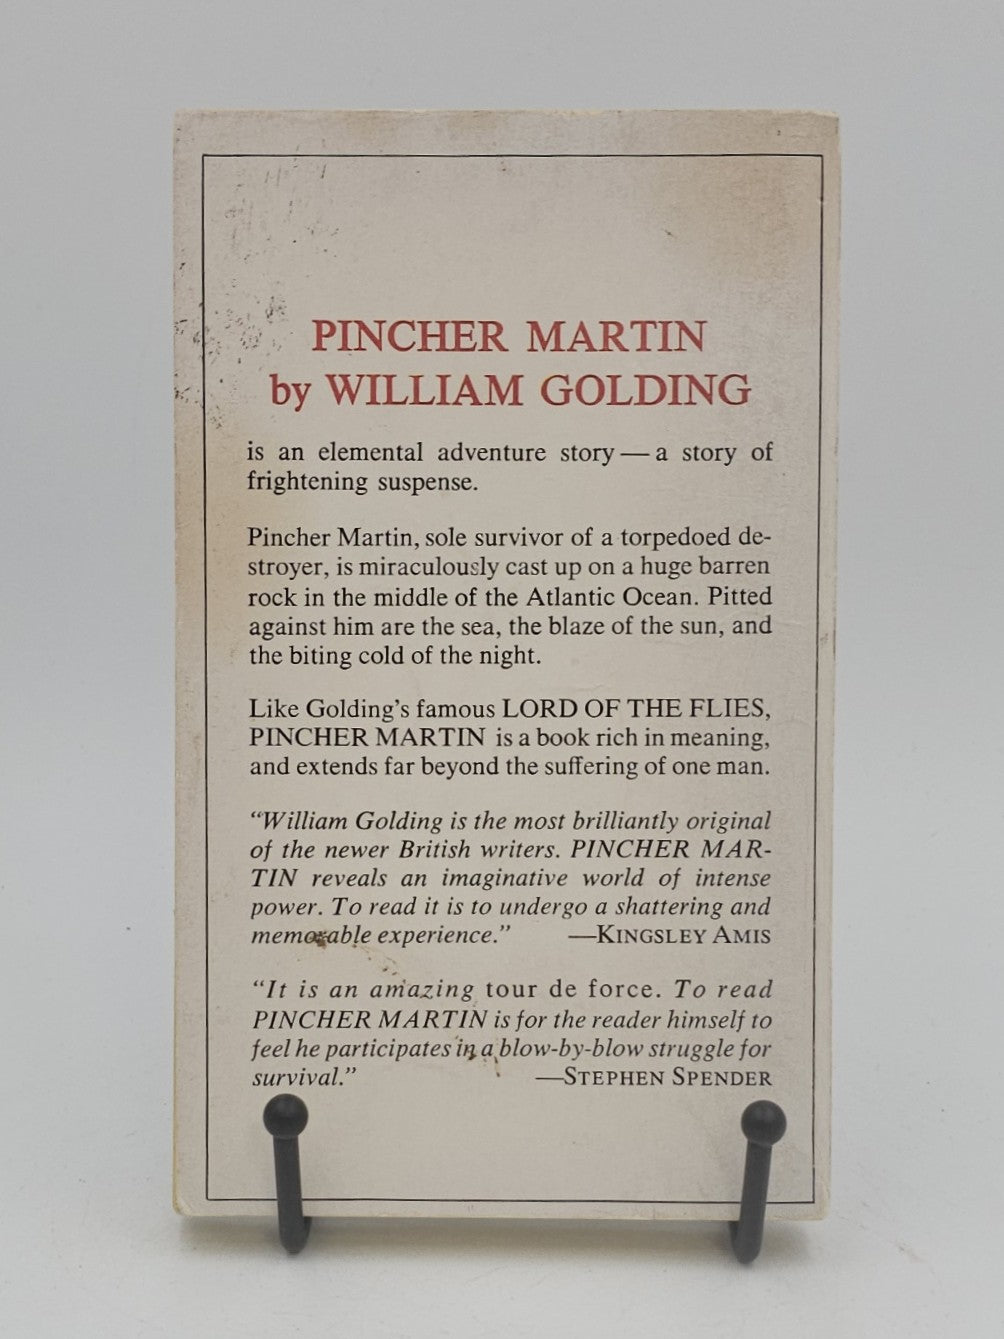 PINCHER MARTIN
by WILLIAM GOLDING
is an elemental adventure story — a story of
frightening suspense.
Pincher Martin, sole survivor of a torpedoed de-
stroyer, is miraculously cast up on a huge barren
rock in the middle of the Atlantic Ocean. Pitted
against him are the sea, the blaze of the sun, and
the biting cold of the night.
Like Golding's famous LORD OF THE FLIES,
PINCHER MARTIN is a book rich in meaning,
and extends far beyond the suffering of one man.
“William Golding is the most brilliantly original
of the newer British writers. PINCHER MAR-
TIN reveals an imaginative world of intense
power. To read it is to undergo a shattering and
memorable experience.” —KINGSLEY AMIS
“It is an amazing tour de force. To read
PINCHER MARTIN is for the reader himself to
feel he participates in a blow-by-blow struggle for
survival.” —STEPHEN SPENDER